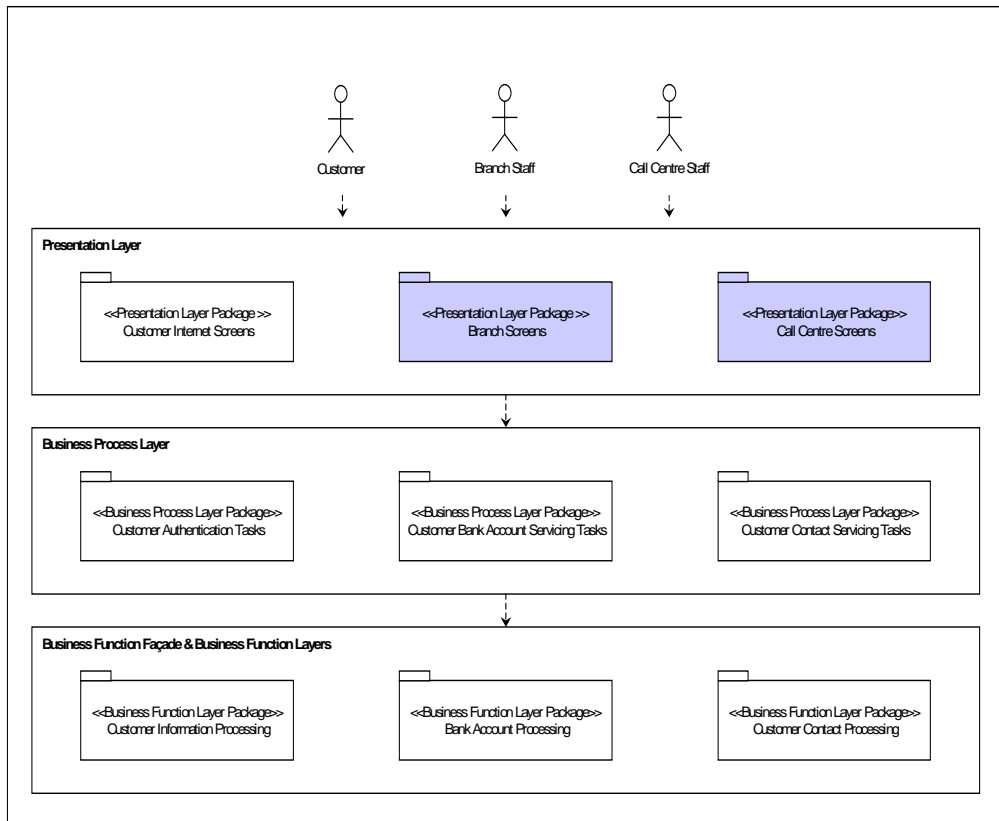 Customer
Branch Staff
Call Centre Staff
Presentation Layer
<<Presentation Layer Package >>
Customer Internet Screens
<<Presentation Layer Package >>
Branch Screens
<<Presentation Layer Package>>
Call Centre Screens
Business Process Layer
<<Business Process Layer Package>>
Customer Authentication Tasks
<<Business Process Layer Package>>
Customer Bank Account Servicing Tasks
<<Business Process Layer Package>>
Customer Contact Servicing Tasks
Business Function Façade & Business Function Layers
<<Business Function Layer Package>>
Customer Information Processing
<<Business Function Layer Package>>
Bank Account Processing
<<Business Function Layer Package>>
Customer Contact Processing